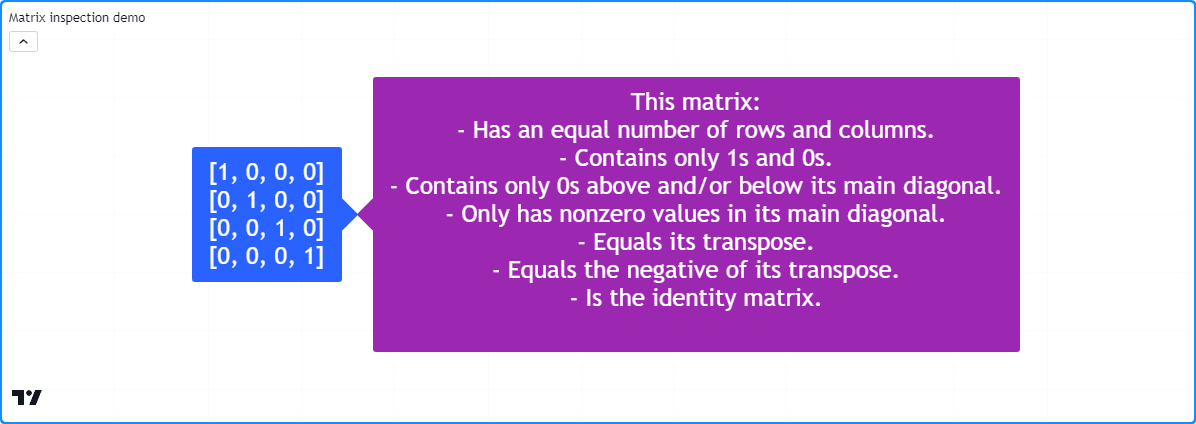 Matrix inspection demo
[1, 0, 0, 0]
[0, 1, 0, 0]
[0, 0, 1, 0]
[0, 0, 0, 1]
This matrix:
- Has an equal number of rows and columns.
- Contains only 1s and 0s.
- Contains only 0s above and/or below its main diagonal.
- Only has nonzero values in its main diagonal.
- Equals its transpose.
- Equals the negative of its transpose.
- Is the identity matrix.